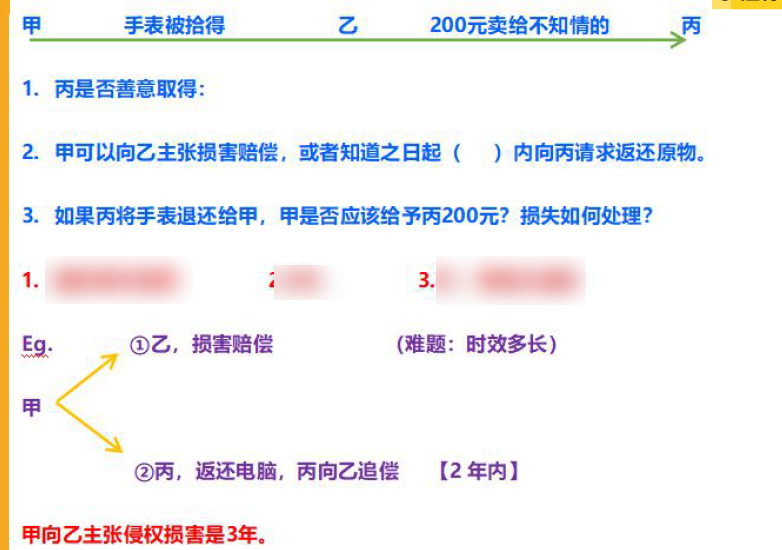 甲 手表被拾得 乙 200元卖给不知情的 丙
1. 丙是否善意取得：
2. 甲可以向乙主张损害赔偿，或者知道之日起（ ）内向丙请求返还原物。
3. 如果丙将手表退还给甲，甲是否应该给予丙200元？损失如何处理？
1. 2 3.
Eg. ①乙，损害赔偿 （难题：时效多长）
甲
②丙，返还电脑，丙向乙追偿 【2 年内】
甲向乙主张侵权损害是3年。